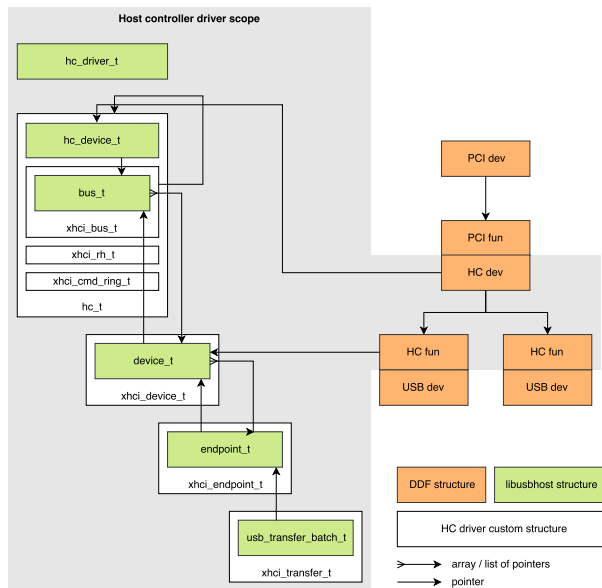 Host controller driver scope
hc_driver_t
hc_device_t
bus_t
xhci_bus_t
xhci_rh_t
xhci_cmd_ring_t
hc_t
device_t
xhci_device_t
endpoint_t
xhci_endpoint_t
usb_transfer_batch_t
xhci_transfer_t
PCI dev
PCI fun
HC dev
HC fun
USB dev
HC fun
USB dev
DDF structure
libusbhost structure
HC driver custom structure
array / list of pointers
pointer